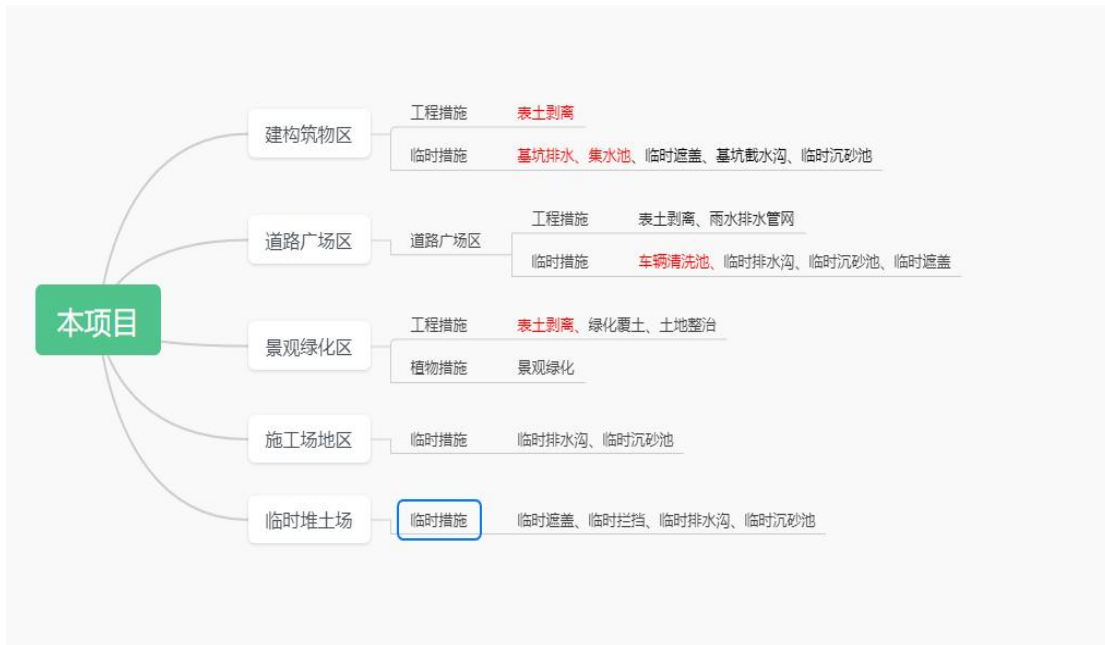 工程措施 表土剥离
建构筑物区
临时措施 基坑排水、集水池、临时遮盖、基坑截水沟、临时沉砂池
工程措施 表土剥离、雨水排水管网
道路广场区 道路广场区
临时措施 车辆清洗池、临时排水沟、临时沉砂池、临时遮盖
本项目
工程措施 表土剥离、绿化覆土、土地整治
景观绿化区
植物措施 景观绿化
施工场地区 临时措施 临时排水沟、临时沉砂池
临时堆土场 临时措施 临时遮盖、临时拦挡、临时排水沟、临时沉砂池